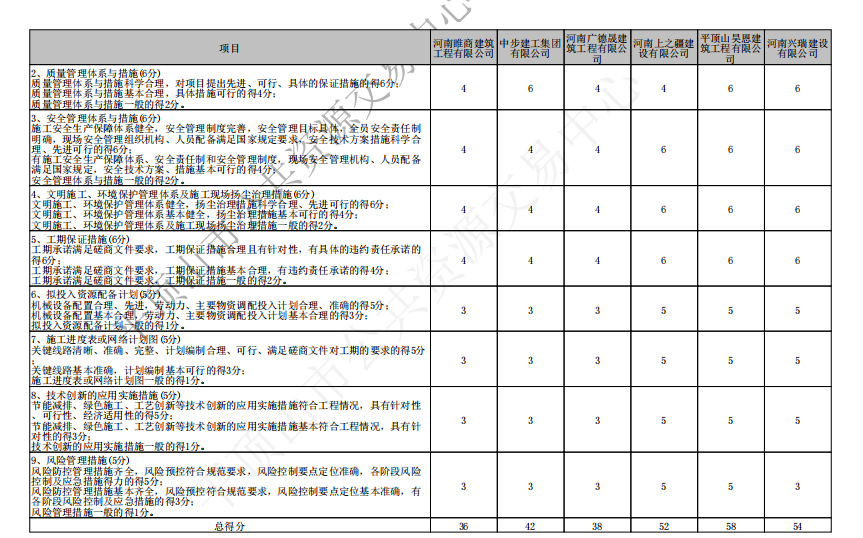 项目
河南睢商建筑
工程有限公司
中步建工集团
有限公司
河南广德晟建
筑工程有限公
司
河南上之疆建
设有限公司
平顶山昊恩建
筑工程有限公
司
河南兴瑞建设
有限公司
2、质量管理体系与措施(6分)
质量管理体系与措施科学合理，对项目提出先进、可行、具体的保证措施的得6分；
质量管理体系与措施基本合理，具体措施可行的得4分；
质量管理体系与措施一般的得2分。
4 6 4 4 6 6
3、安全管理体系与措施(6分)
施工安全生产保障体系健全，安全管理制度完善，安全管理目标具体，全员安全责任制
明确，现场安全管理组织机构、人员配备满足国家规定要求，安全技术方案措施科学合
理、先进可行的得6分；
有施工安全生产保障体系、安全责任制和安全管理制度，现场安全管理机构、人员配备
满足国家规定，安全技术方案、措施基本可行的得4分；
安全管理体系与措施一般的得2分。
4 4 4 6 6 6
4、文明施工、环境保护管理体系及施工现场扬尘治理措施(6分)
文明施工、环境保护管理体系健全，扬尘治理措施科学合理、先进可行的得6分；
文明施工、环境保护管理体系基本健全，扬尘治理措施基本可行的得4分；
文明施工、环境保护管理体系及施工现场扬尘治理措施一般的得2分。
4 4 4 6 6 6
5、工期保证措施(6分)
工期承诺满足磋商文件要求，工期保证措施合理且有针对性，有具体的违约责任承诺的
得6分；
工期承诺满足磋商文件要求，工期保证措施基本合理，有违约责任承诺的得4分；
工期承诺满足磋商文件要求，工期保证措施一般的得2分。
4 4 4 6 6 6
6、拟投入资源配备计划(5分)
机械设备配置合理、先进，劳动力、主要物资调配投入计划合理、准确的得5分；
机械设备配置基本合理，劳动力、主要物资调配投入计划基本合理的得3分；
拟投入资源配备计划一般的得1分。
3 3 3 5 5 5
7、施工进度表或网络计划图(5分)
关键线路清晰、准确、完整、计划编制合理、可行、满足磋商文件对工期的要求的得5分
；
关键线路基本准确，计划编制基本可行的得3分；
施工进度表或网络计划图一般的得1分。
3 3 3 5 5 5
8、技术创新的应用实施措施(5分)
节能减排、绿色施工、工艺创新等技术创新的应用实施措施符合工程情况，具有针对性
、可行性、经济适用性的得5分；
节能减排、绿色施工、工艺创新等技术创新的应用实施措施基本符合工程情况，具有针
对性的得3分；
技术创新的应用实施措施一般的得1分。
3 3 3 5 5 5
9、风险管理措施(5分)
风险防控管理措施齐全，风险预控符合规范要求，风险控制要点定位准确，各阶段风险
控制及应急措施得力的得5分；
风险防控管理措施基本齐全，风险预控符合规范要求，风险控制要点定位基本准确，有
各阶段风险控制及应急措施的得3分；
风险管理措施一般的得1分。
3 3 3 5 5 3
总得分 36 42 38 52 58 54
平顶山市公共资源交易中心
平顶山市公共资源交易中心